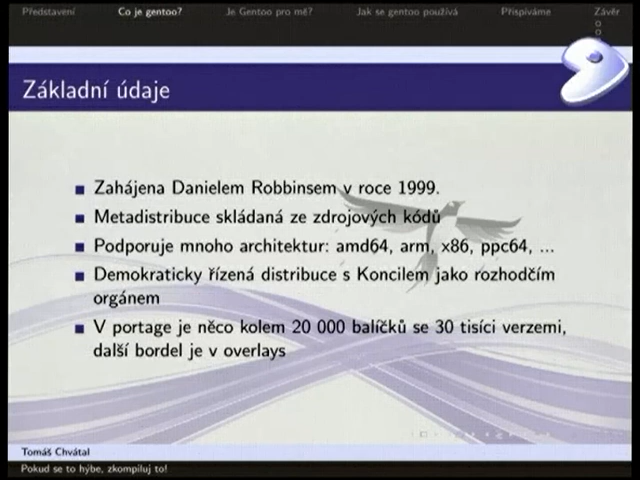 Představení Co je gentoo? Je Gentoo pro mě? Jak se gentoo používá Přispíváme Závěr
Základní údaje
Zahájena Danielem Robbinsem v roce 1999.
Metadistribuce skládaná ze zdrojových kódů
Podporuje mnoho architektur: amd64, arm, x86, ppc64, ...
Demokraticky řízená distribuce s Koncilem jako rozhodčím
orgánem
V portage je něco kolem 20 000 balíčků se 30 tisíci verzemi,
další bordel je v overlays
Tomáš Chvátal
Pokud se to hýbe, zkompiluj to!